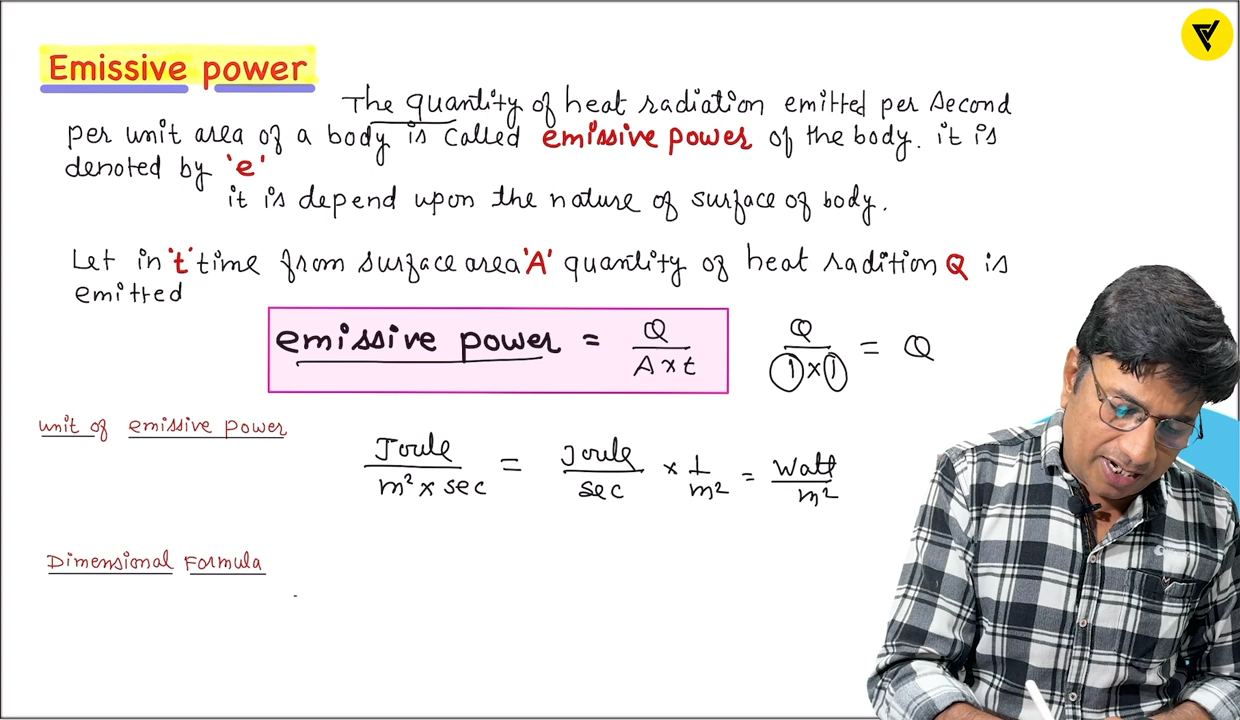 Emissive power
The quantity of heat radiation emitted per second
per unit area of a body is called emissive power of the body. it is
denoted by 'e'
it is depend upon the nature of surface of body.
Let in 't' time from surface area 'A' quantity of heat radition Q is
emitted
emissive power = Q / A × t
Q / 1 × 1 = Q
unit of emissive power
Joule / m² × sec = Joule / sec × 1 / m² = Watt / m²
Dimensional Formula